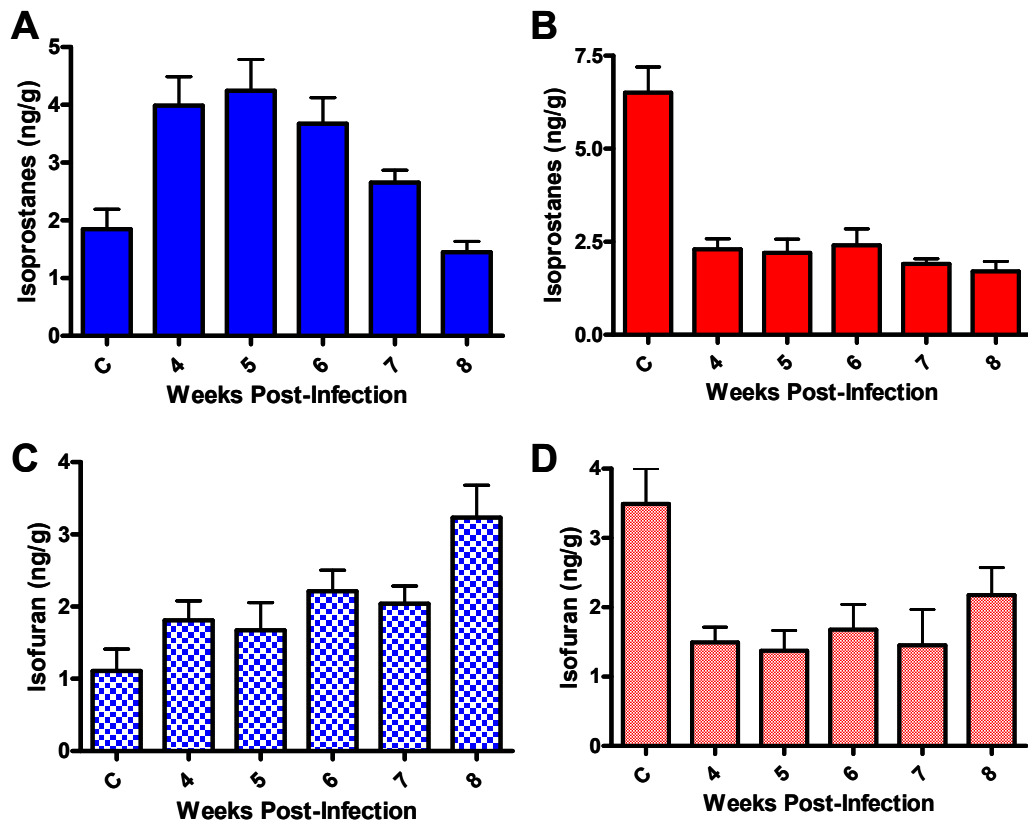 A
Isoprostanes (ng/g)
5
4
3
2
1
0
C 4 5 6 7 8
Weeks Post-Infection
B
Isoprostanes (ng/g)
7.5
5.0
2.5
0.0
C 4 5 6 7 8
Weeks Post-Infection
C
Isofuran (ng/g)
4
3
2
1
0
C 4 5 6 7 8
Weeks Post-Infection
D
Isofuran (ng/g)
4
3
2
1
0
C 4 5 6 7 8
Weeks Post-Infection